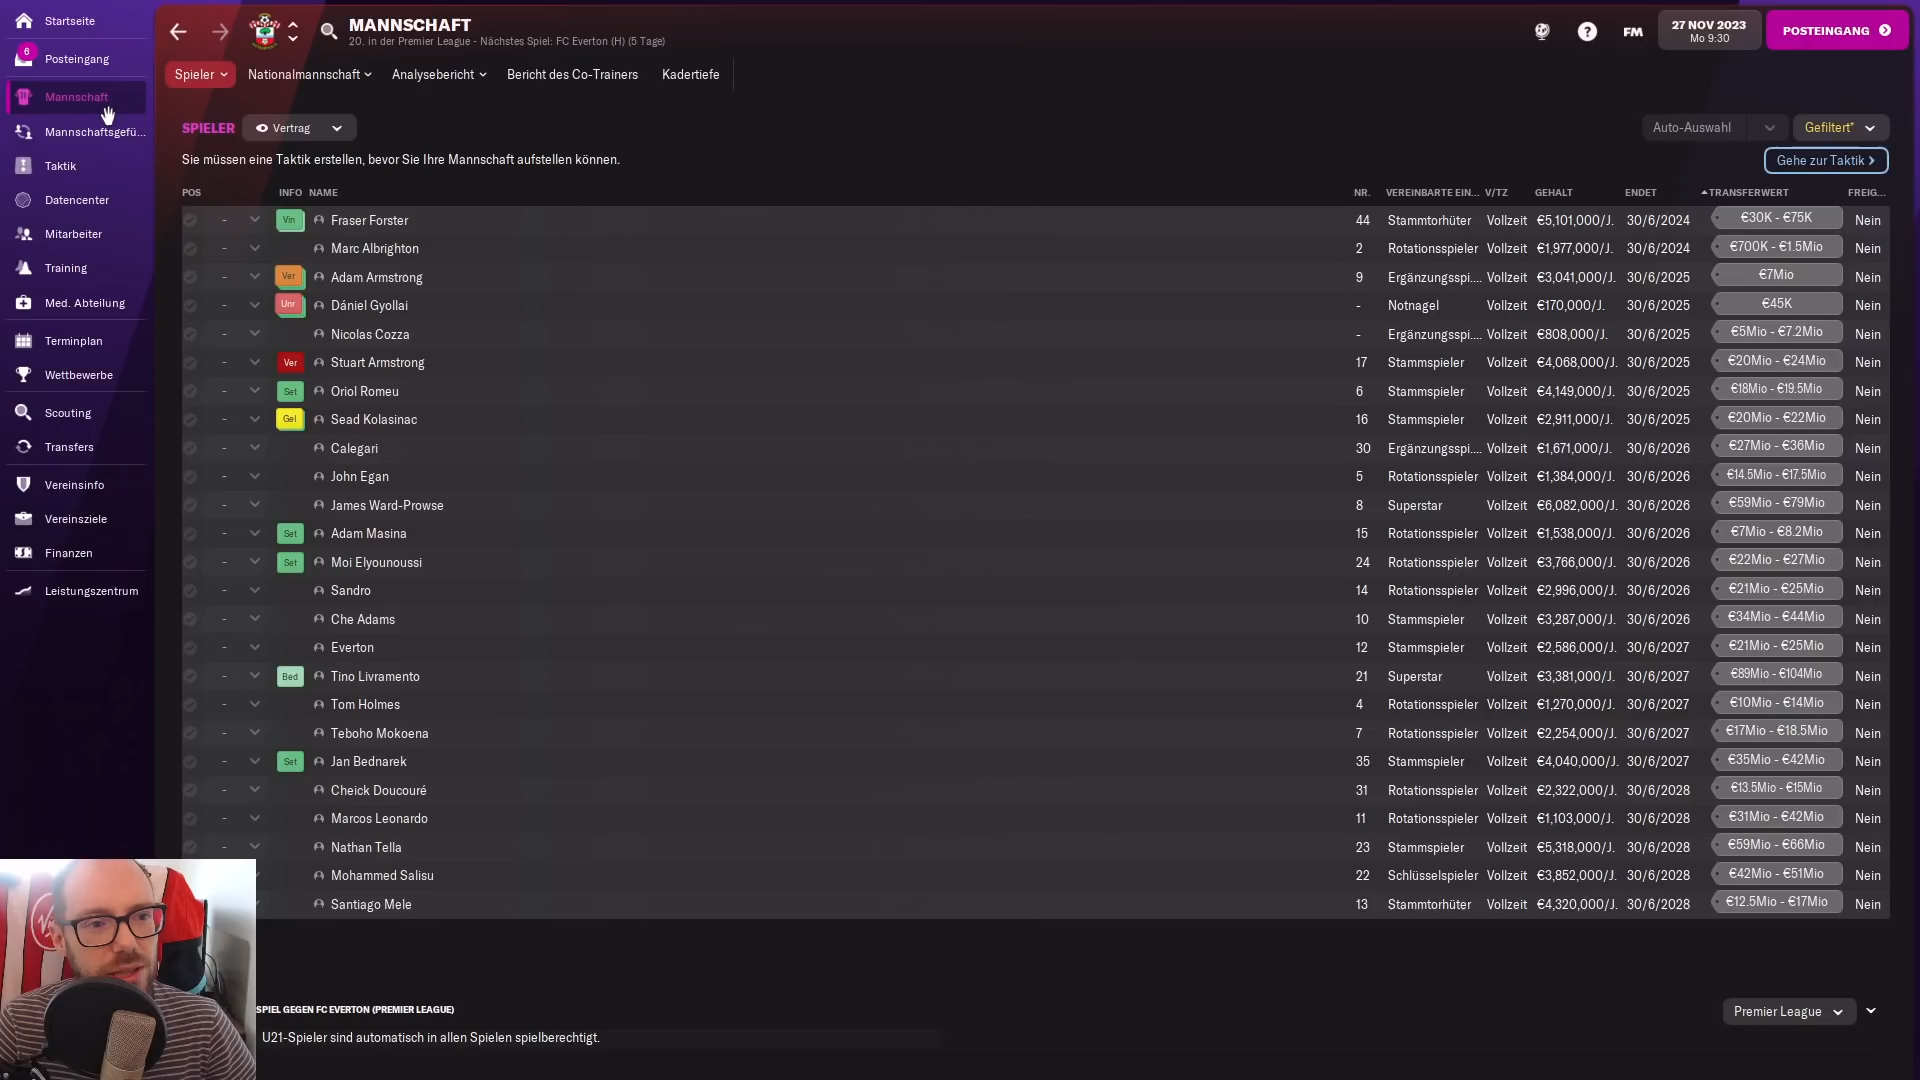 Startseite
6
Posteingang
Mannschaft
Mannschaftsgefü...
Taktik
Datencenter
Mitarbeiter
Training
Med. Abteilung
Terminplan
Wettbewerbe
Scouting
Transfers
Vereinsinfo
Vereinsziele
Finanzen
Leistungszentrum
MANNSCHAFT
20. in der Premier League - Nächstes Spiel: FC Everton (H) (5 Tage)
FM
27 NOV 2023
Mo 9:30
POSTEINGANG
Spieler Nationalmannschaft Analysebericht Bericht des Co-Trainers Kadertiefe
SPIELER Vertrag Auto-Auswahl Gefiltert*
Sie müssen eine Taktik erstellen, bevor Sie Ihre Mannschaft aufstellen können. Gehe zur Taktik
POS INFO NAME NR. VEREINBARTE EIN... V/TZ GEHALT ENDET TRANSFERWERT FREIG...
- Vin Fraser Forster 44 Stammtorhüter Vollzeit €5,101,000/J. 30/6/2024 €30K - €75K Nein
- Marc Albrighton 2 Rotationsspieler Vollzeit €1,977,000/J. 30/6/2024 €700K - €1.5Mio Nein
- Ver Adam Armstrong 9 Ergänzungsspi.... Vollzeit €3,041,000/J. 30/6/2025 €7Mio Nein
- Unr Dániel Gyollai - Notnagel Vollzeit €170,000/J. 30/6/2025 €45K Nein
- Nicolas Cozza - Ergänzungsspi.... Vollzeit €808,000/J. 30/6/2025 €5Mio - €7.2Mio Nein
- Ver Stuart Armstrong 17 Stammspieler Vollzeit €4,068,000/J. 30/6/2025 €20Mio - €24Mio Nein
- Set Oriol Romeu 6 Stammspieler Vollzeit €4,149,000/J. 30/6/2025 €18Mio - €19.5Mio Nein
- Gel Sead Kolasinac 16 Stammspieler Vollzeit €2,911,000/J. 30/6/2025 €20Mio - €22Mio Nein
- Calegari 30 Ergänzungsspi.... Vollzeit €1,671,000/J. 30/6/2026 €27Mio - €36Mio Nein
- John Egan 5 Rotationsspieler Vollzeit €1,384,000/J. 30/6/2026 €14.5Mio - €17.5Mio Nein
- James Ward-Prowse 8 Superstar Vollzeit €6,082,000/J. 30/6/2026 €59Mio - €79Mio Nein
- Set Adam Masina 15 Rotationsspieler Vollzeit €1,538,000/J. 30/6/2026 €7Mio - €8.2Mio Nein
- Set Moi Elyounoussi 24 Rotationsspieler Vollzeit €3,766,000/J. 30/6/2026 €22Mio - €27Mio Nein
- Sandro 14 Rotationsspieler Vollzeit €2,996,000/J. 30/6/2026 €21Mio - €25Mio Nein
- Che Adams 10 Stammspieler Vollzeit €3,287,000/J. 30/6/2026 €34Mio - €44Mio Nein
- Everton 12 Stammspieler Vollzeit €2,586,000/J. 30/6/2027 €21Mio - €25Mio Nein
- Bed Tino Livramento 21 Superstar Vollzeit €3,381,000/J. 30/6/2027 €89Mio - €104Mio Nein
- Tom Holmes 4 Rotationsspieler Vollzeit €1,270,000/J. 30/6/2027 €10Mio - €14Mio Nein
- Teboho Mokoena 7 Rotationsspieler Vollzeit €2,254,000/J. 30/6/2027 €17Mio - €18.5Mio Nein
- Set Jan Bednarek 35 Stammspieler Vollzeit €4,040,000/J. 30/6/2027 €35Mio - €42Mio Nein
- Cheick Doucouré 31 Rotationsspieler Vollzeit €2,322,000/J. 30/6/2028 €13.5Mio - €15Mio Nein
- Marcos Leonardo 11 Rotationsspieler Vollzeit €1,103,000/J. 30/6/2028 €31Mio - €42Mio Nein
- Nathan Tella 23 Stammspieler Vollzeit €5,318,000/J. 30/6/2028 €59Mio - €66Mio Nein
Mohammed Salisu 22 Schlüsselspieler Vollzeit €3,852,000/J. 30/6/2028 €42Mio - €51Mio Nein
Santiago Mele 13 Stammtorhüter Vollzeit €4,320,000/J. 30/6/2028 €12.5Mio - €17Mio Nein
SPIEL GEGEN FC EVERTON (PREMIER LEAGUE) Premier League
U21-Spieler sind automatisch in allen Spielen spielberechtigt.